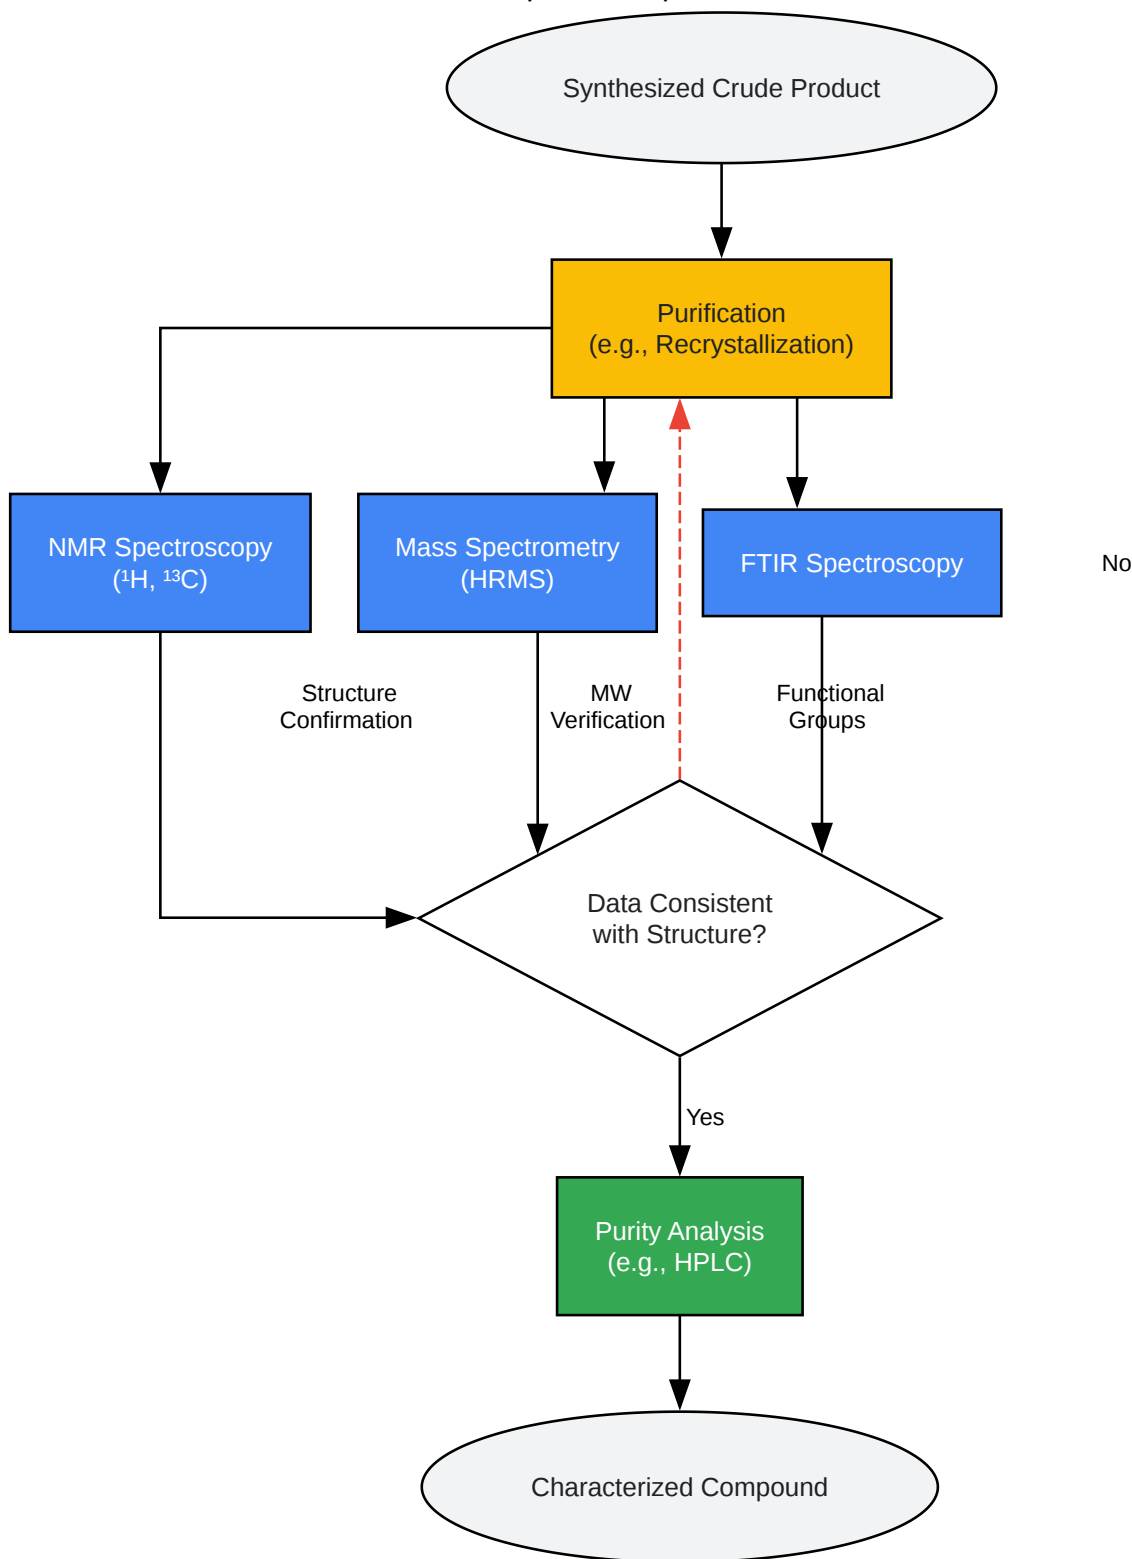 Synthesized Crude Product
Purification
(e.g., Recrystallization)
NMR Spectroscopy
(¹H, ¹³C)
Mass Spectrometry
(HRMS)
FTIR Spectroscopy
No
Structure
Confirmation
MW
Verification
Functional
Groups
Data Consistent
with Structure?
Yes
Purity Analysis
(e.g., HPLC)
Characterized Compound